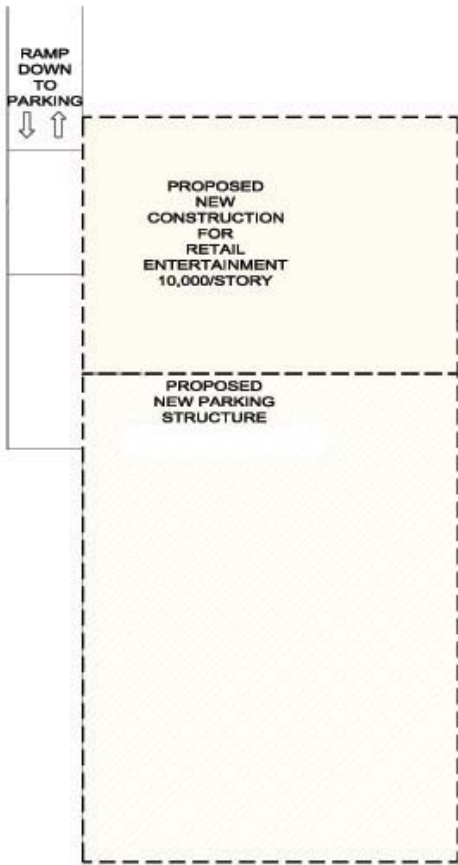 RAMP
DOWN
TO
PARKING
PROPOSED
NEW
CONSTRUCTION
FOR
RETAIL
ENTERTAINMENT
10,000/STORY
PROPOSED
NEW PARKING
STRUCTURE